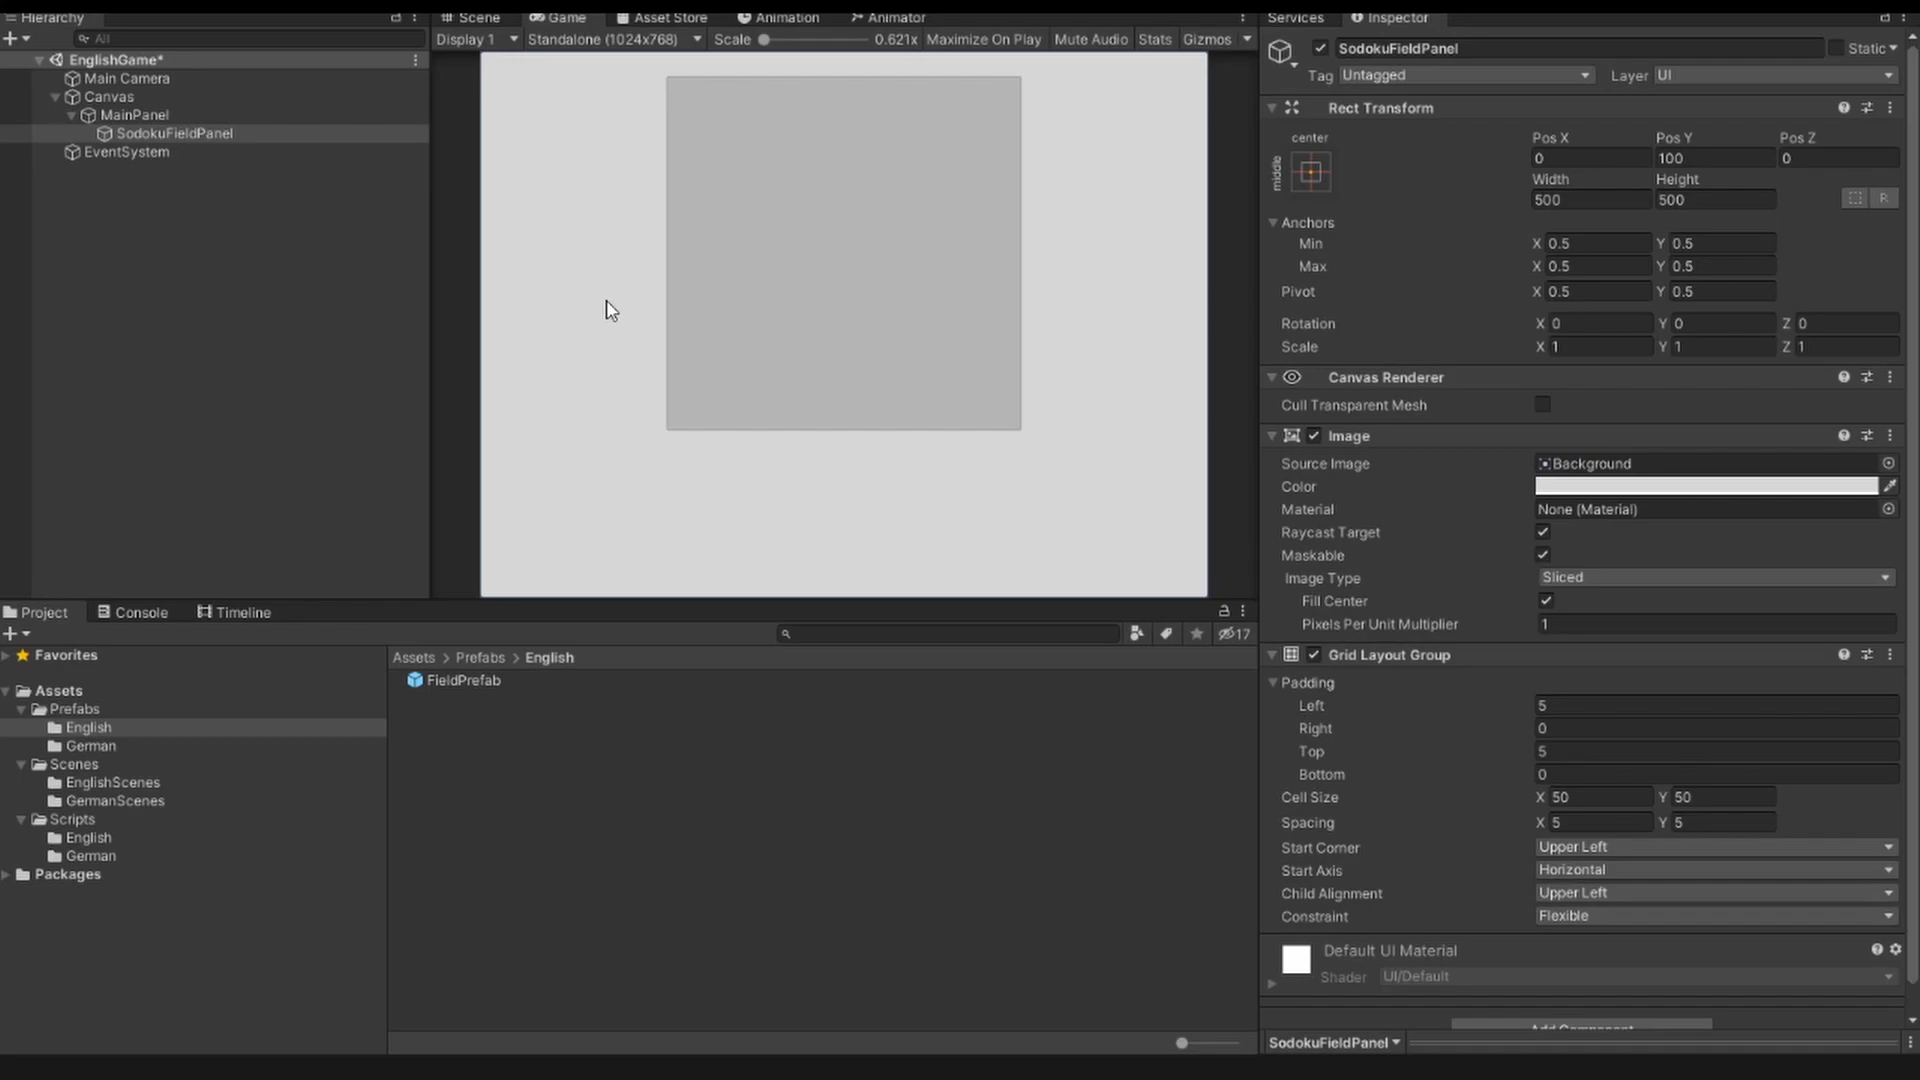 Hierarchy
All
EnglishGame*
Main Camera
Canvas
MainPanel
SodokuFieldPanel
EventSystem
Scene Game Asset Store Animation Animator
Display 1 Standalone (1024x768) Scale 0.621x Maximize On Play Mute Audio Stats Gizmos
Project Console Timeline
17
Favorites
Assets
Prefabs
English
German
Scenes
EnglishScenes
GermanScenes
Scripts
English
German
Packages
Assets > Prefabs > English
FieldPrefab
Services Inspector
SodokuFieldPanel Static
Tag Untagged Layer UI
Rect Transform
center Pos X Pos Y Pos Z
middle 0 100 0
Width Height
500 500 R
Anchors
Min X 0.5 Y 0.5
Max X 0.5 Y 0.5
Pivot X 0.5 Y 0.5
Rotation X 0 Y 0 Z 0
Scale X 1 Y 1 Z 1
Canvas Renderer
Cull Transparent Mesh
Image
Source Image Background
Color
Material None (Material)
Raycast Target
Maskable
Image Type Sliced
Fill Center
Pixels Per Unit Multiplier 1
Grid Layout Group
Padding
Left 5
Right 0
Top 5
Bottom 0
Cell Size X 50 Y 50
Spacing X 5 Y 5
Start Corner Upper Left
Start Axis Horizontal
Child Alignment Upper Left
Constraint Flexible
Default UI Material
Shader UI/Default
Add Component
SodokuFieldPanel